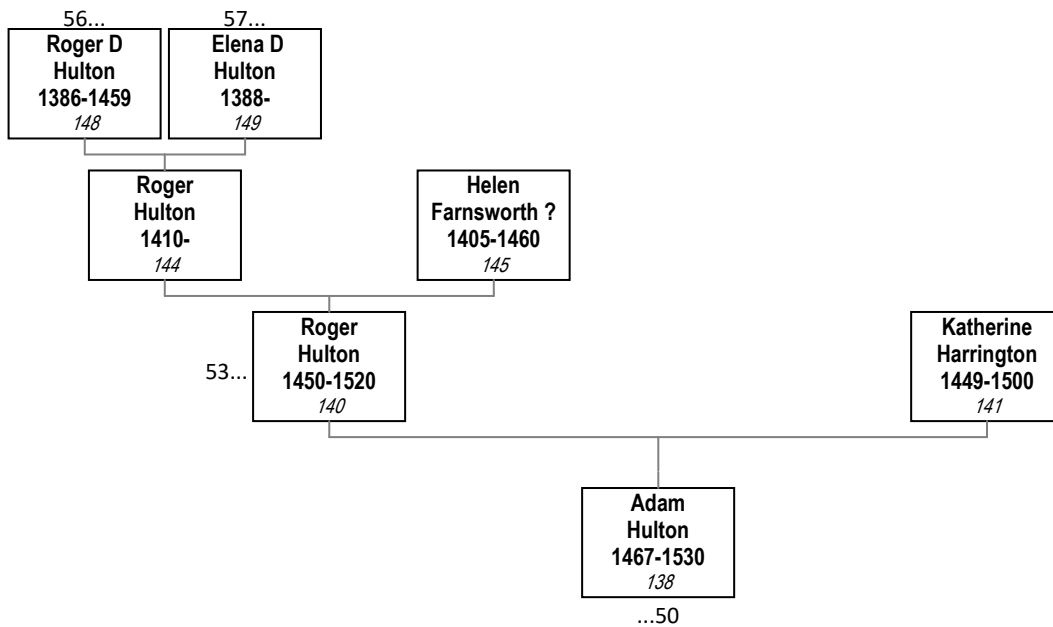 56...
Roger D
Hulton
1386-1459
148
57...
Elena D
Hulton
1388-
149
Roger
Hulton
1410-
144
Helen
Farnsworth ?
1405-1460
145
53...
Roger
Hulton
1450-1520
140
Katherine
Harrington
1449-1500
141
Adam
Hulton
1467-1530
138
...50